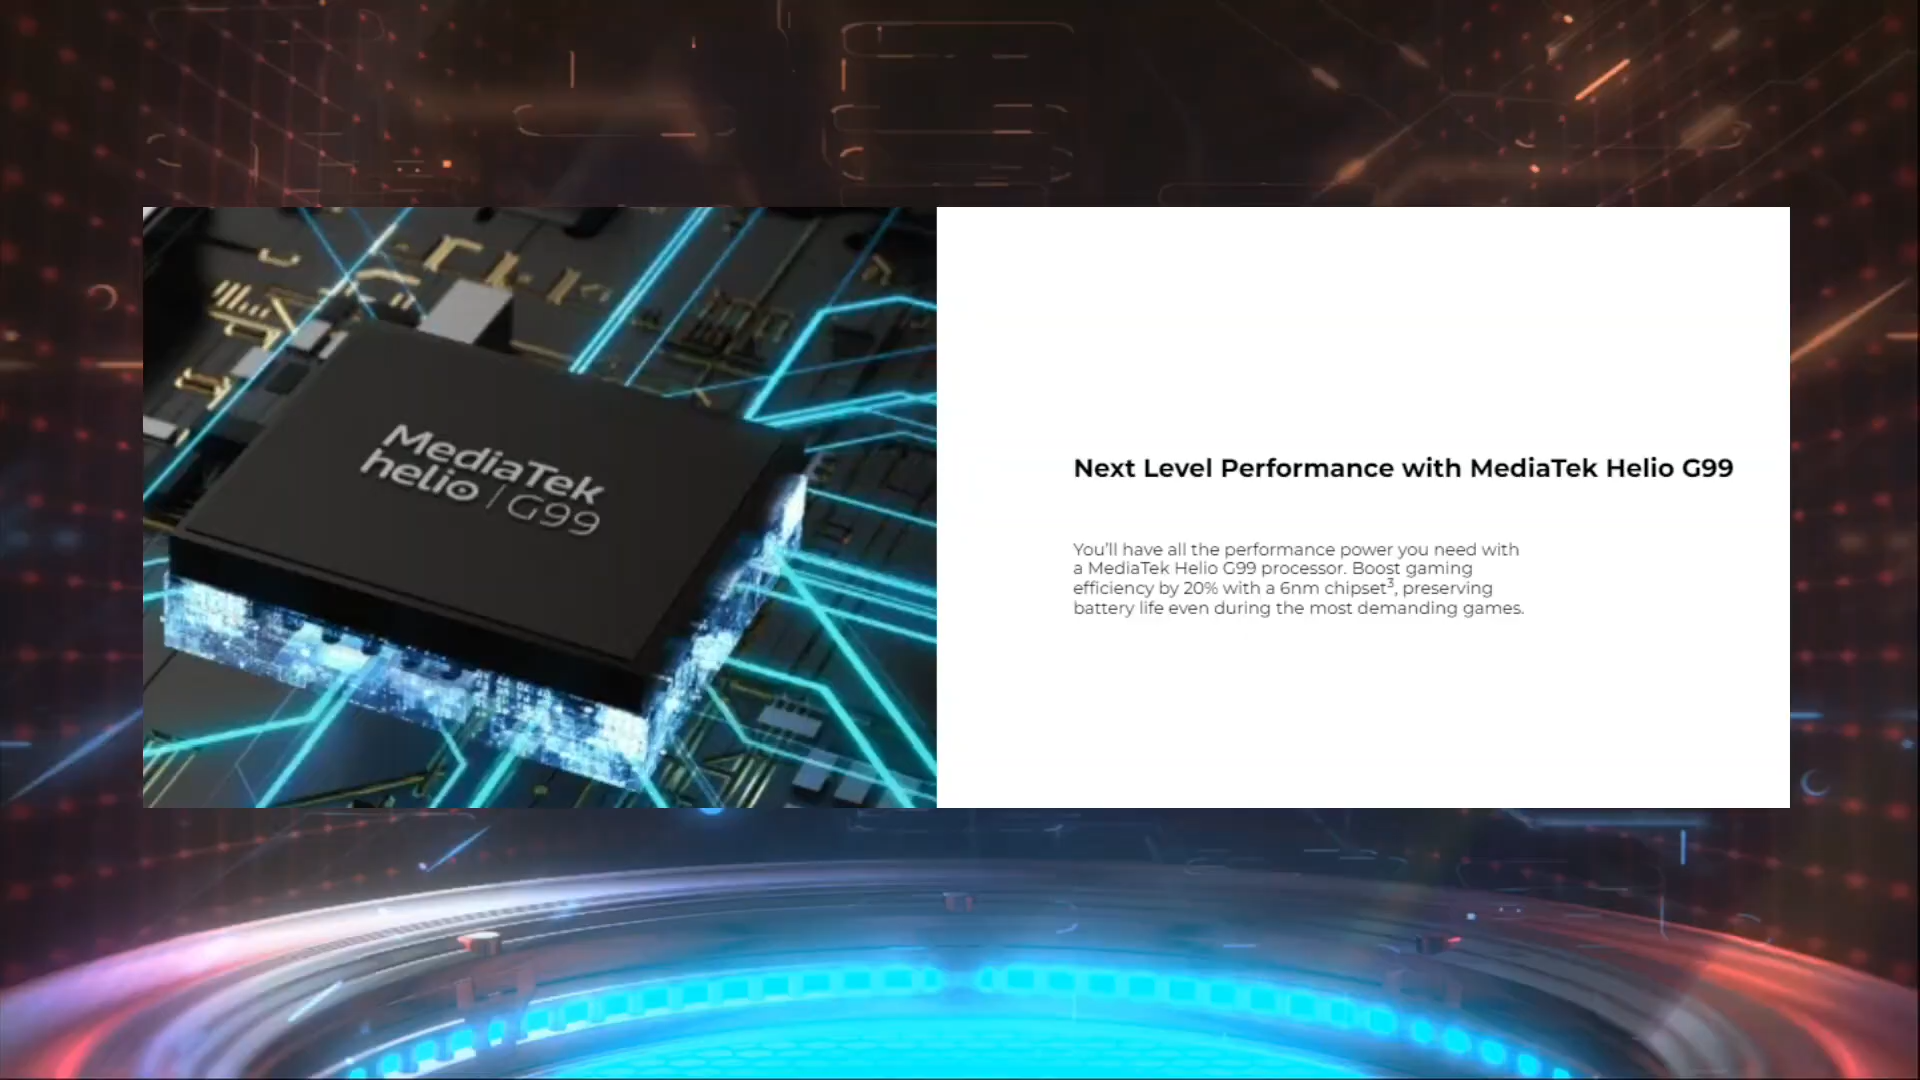 MediaTek
helio | G99
Next Level Performance with MediaTek Helio G99
You’ll have all the performance power you need with
a MediaTek Helio G99 processor. Boost gaming
efficiency by 20% with a 6nm chipset³, preserving
battery life even during the most demanding games.